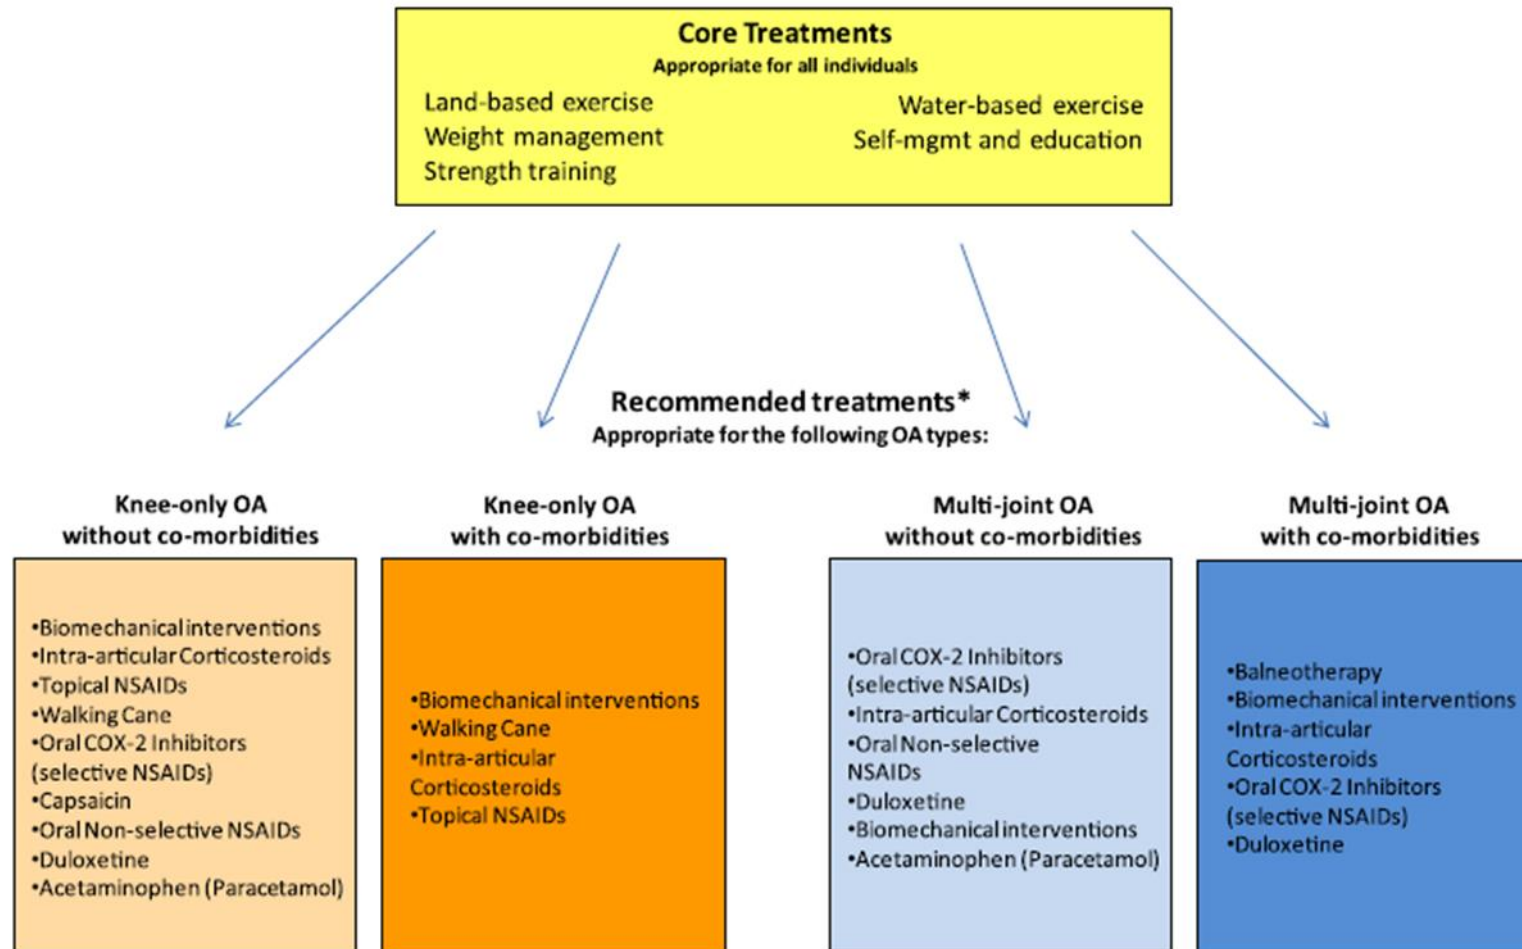 Core Treatments
Appropriate for all individuals
Land-based exercise
Weight management
Strength training
Water-based exercise
Self-mgmt and education
Recommended treatments*
Appropriate for the following OA types:
Knee-only OA
without co-morbidities
•Biomechanical interventions
•Intra-articular Corticosteroids
•Topical NSAIDs
•Walking Cane
•Oral COX-2 Inhibitors
(selective NSAIDs)
•Capsaicin
•Oral Non-selective NSAIDs
•Duloxetine
•Acetaminophen (Paracetamol)
Knee-only OA
with co-morbidities
•Biomechanical interventions
•Walking Cane
•Intra-articular
Corticosteroids
•Topical NSAIDs
Multi-joint OA
without co-morbidities
•Oral COX-2 Inhibitors
(selective NSAIDs)
•Intra-articular Corticosteroids
•Oral Non-selective
NSAIDs
•Duloxetine
•Biomechanical interventions
•Acetaminophen (Paracetamol)
Multi-joint OA
with co-morbidities
•Balneotherapy
•Biomechanical interventions
•Intra-articular
Corticosteroids
•Oral COX-2 Inhibitors
(selective NSAIDs)
•Duloxetine